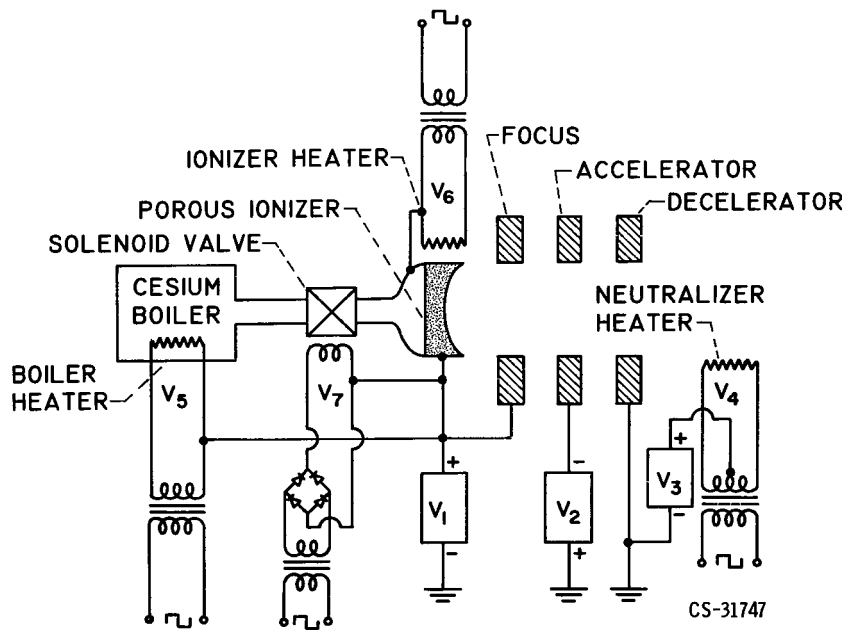 FOCUS
IONIZER HEATER
ACCELERATOR
V6
POROUS IONIZER
DECELERATOR
SOLENOID VALVE
CESIUM
BOILER
NEUTRALIZER
HEATER
BOILER
HEATER
V5
V7
V4
+
+
-
V3
V1
V2
-
-
+
CS-31747